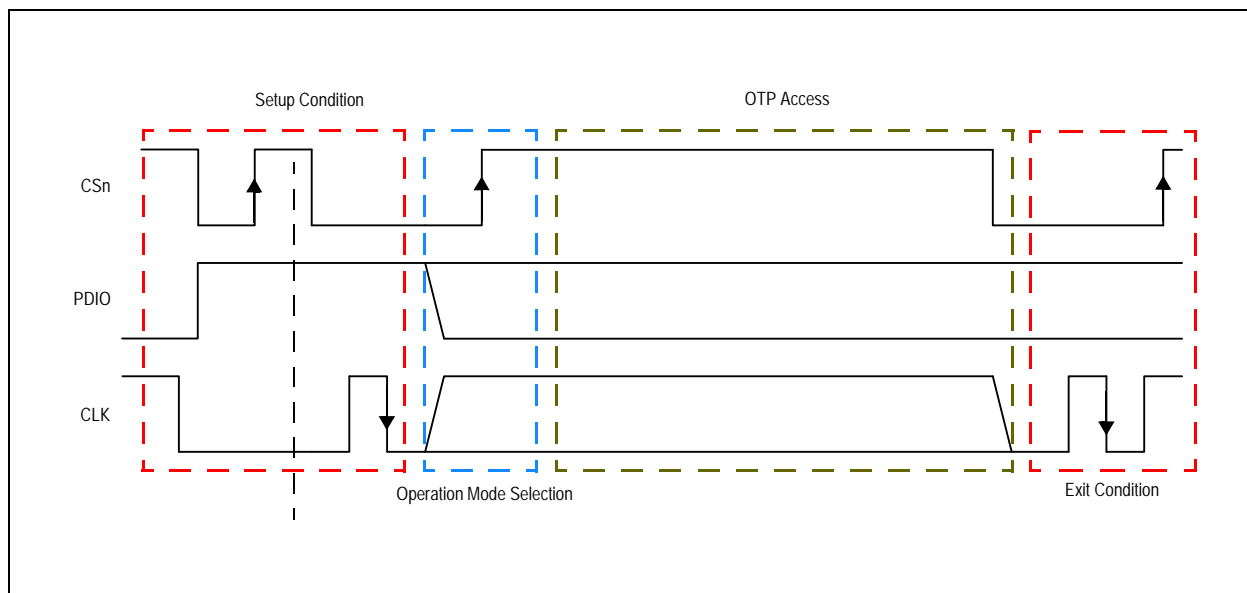 Setup Condition
OTP Access
CSn
PDIO
CLK
Operation Mode Selection
Exit Condition